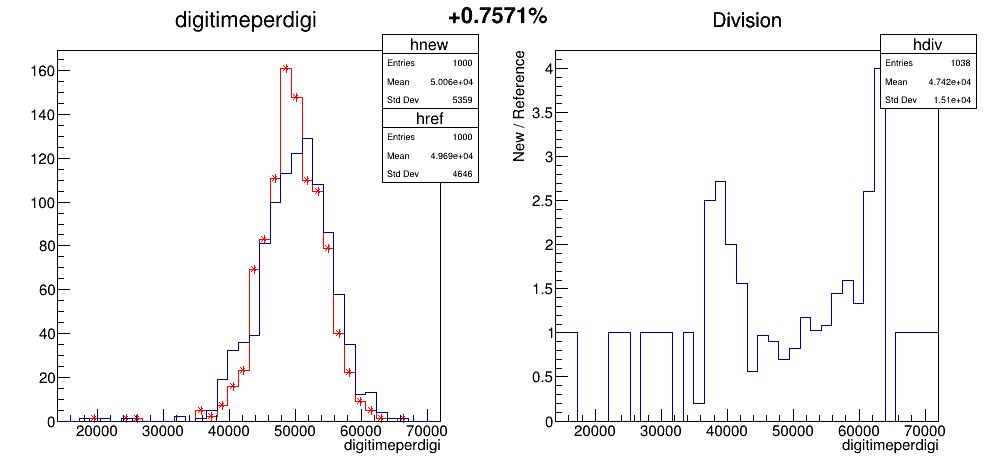 +0.7571%
digitimeperdigi
hnew
Entries 1000
Mean 5.006e+04
Std Dev 5359
href
Entries 1000
Mean 4.969e+04
Std Dev 4646
160
140
120
100
80
60
40
20
0
20000 30000 40000 50000 60000 70000
digitimeperdigi
Division
hdiv
Entries 1038
Mean 4.742e+04
Std Dev 1.51e+04
New / Reference
4
3.5
3
2.5
2
1.5
1
0.5
0
20000 30000 40000 50000 60000 70000
digitimeperdigi